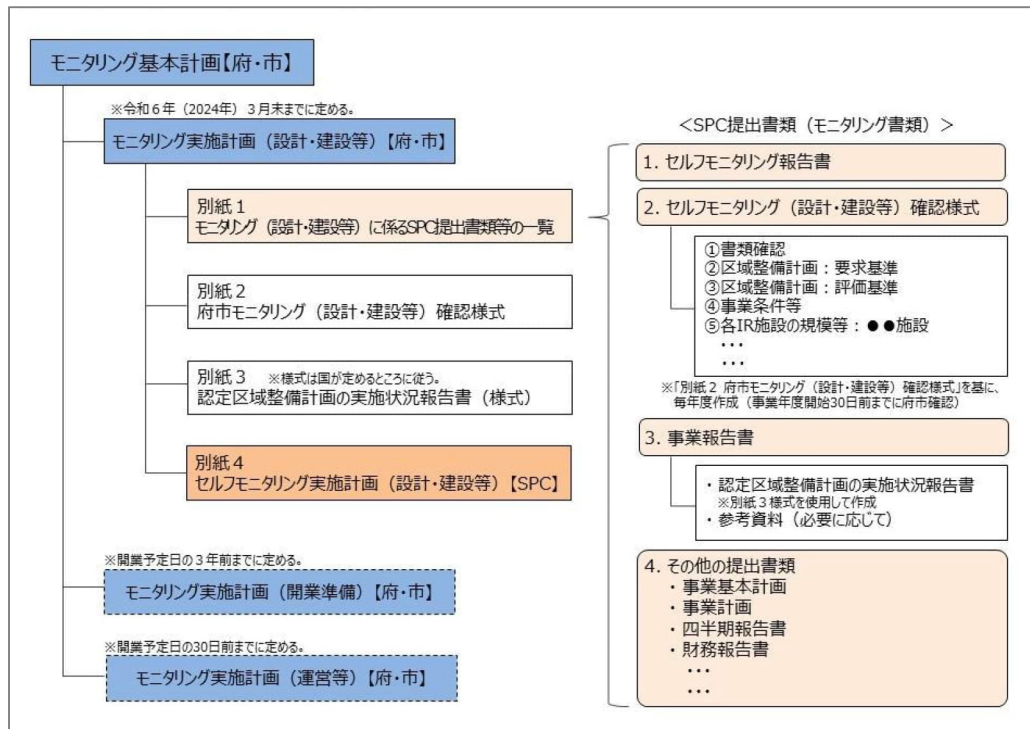 モニタリング基本計画【府・市】
※令和６年（2024年）３月末までに定める。
モニタリング実施計画（設計・建設等）【府・市】
別紙１
モニタリング（設計・建設等）に係るSPC提出書類等の一覧
別紙２
府市モニタリング（設計・建設等）確認様式
別紙３　※様式は国が定めるところに従う。
認定区域整備計画の実施状況報告書（様式）
別紙４
セルフモニタリング実施計画（設計・建設等）【SPC】
※開業予定日の３年前までに定める。
モニタリング実施計画（開業準備）【府・市】
※開業予定日の30日前までに定める。
モニタリング実施計画（運営等）【府・市】
＜SPC提出書類（モニタリング書類）＞
1. セルフモニタリング報告書
2. セルフモニタリング（設計・建設等）確認様式
①書類確認
②区域整備計画：要求基準
③区域整備計画：評価基準
④事業条件等
⑤各IR施設の規模等：●●施設
・・・
・・・
※「別紙２ 府市モニタリング（設計・建設等）確認様式」を基に、
毎年度作成（事業年度開始30日前までに府市確認）
3. 事業報告書
・認定区域整備計画の実施状況報告書
※別紙３様式を使用して作成
・参考資料（必要に応じて）
4. その他の提出書類
・事業基本計画
・事業計画
・四半期報告書
・財務報告書
・・・
・・・